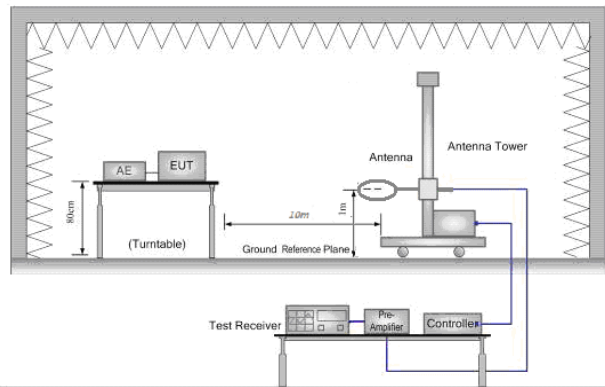 Antenna Tower
Antenna
EUT
AE
80cm
10m
1m
(Turntable)
Ground Reference Plane
Test Receiver
Pre-
Amplifier
Controller